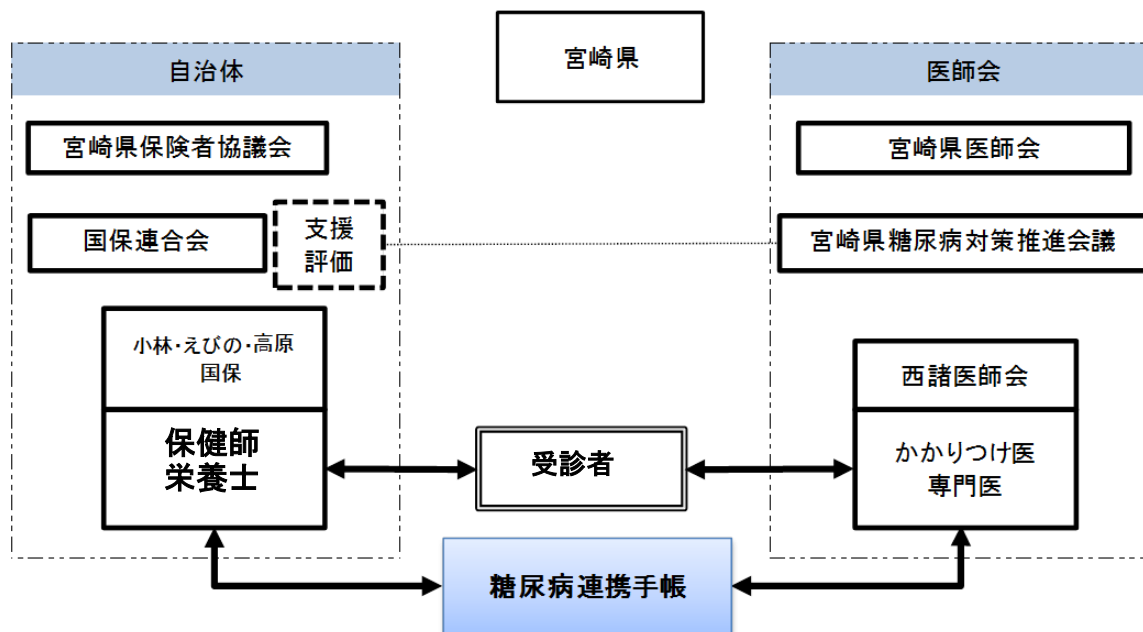 宮崎県
自治体
医師会
宮崎県保険者協議会
宮崎県医師会
国保連合会
支援
評価
宮崎県糖尿病対策推進会議
小林・えびの・高原
国保
西諸医師会
保健師
栄養士
受診者
かかりつけ医
専門医
糖尿病連携手帳